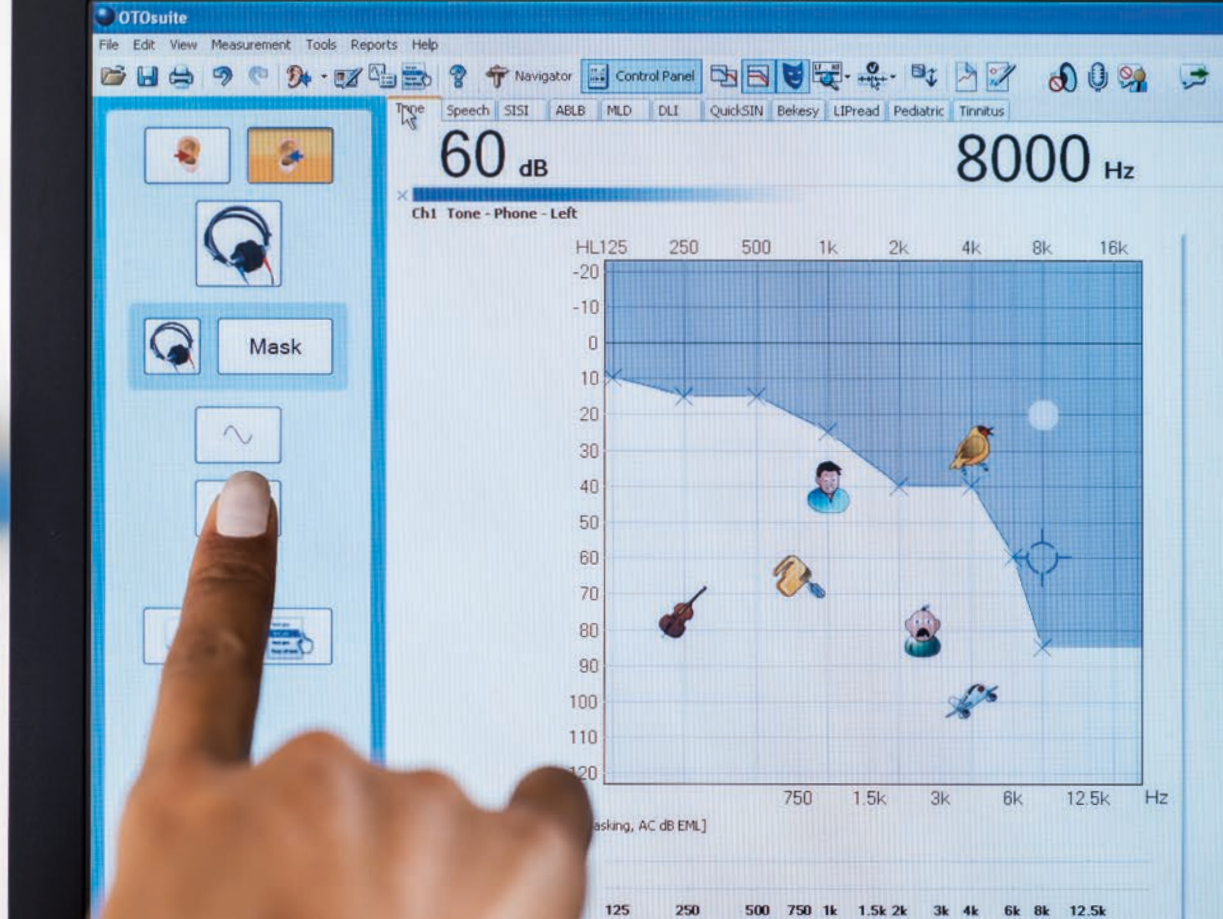 OTOsuite
File Edit View Measurement Tools Reports Help
Navigator Control Panel
Tone Speech SISI ABLB MLD DLI QuickSIN Bekesy LIPread Pediatric Tinnitus
60 dB 8000 Hz
Ch1 Tone - Phone - Left
Mask
HL 125 250 500 1k 2k 4k 8k 16k
-20
-10
0
10
20
30
40
50
60
70
80
90
100
110
120
750 1.5k 3k 6k 12.5k Hz
asking, AC dB EML]
125 250 500 750 1k 1.5k 2k 3k 4k 6k 8k 12.5k